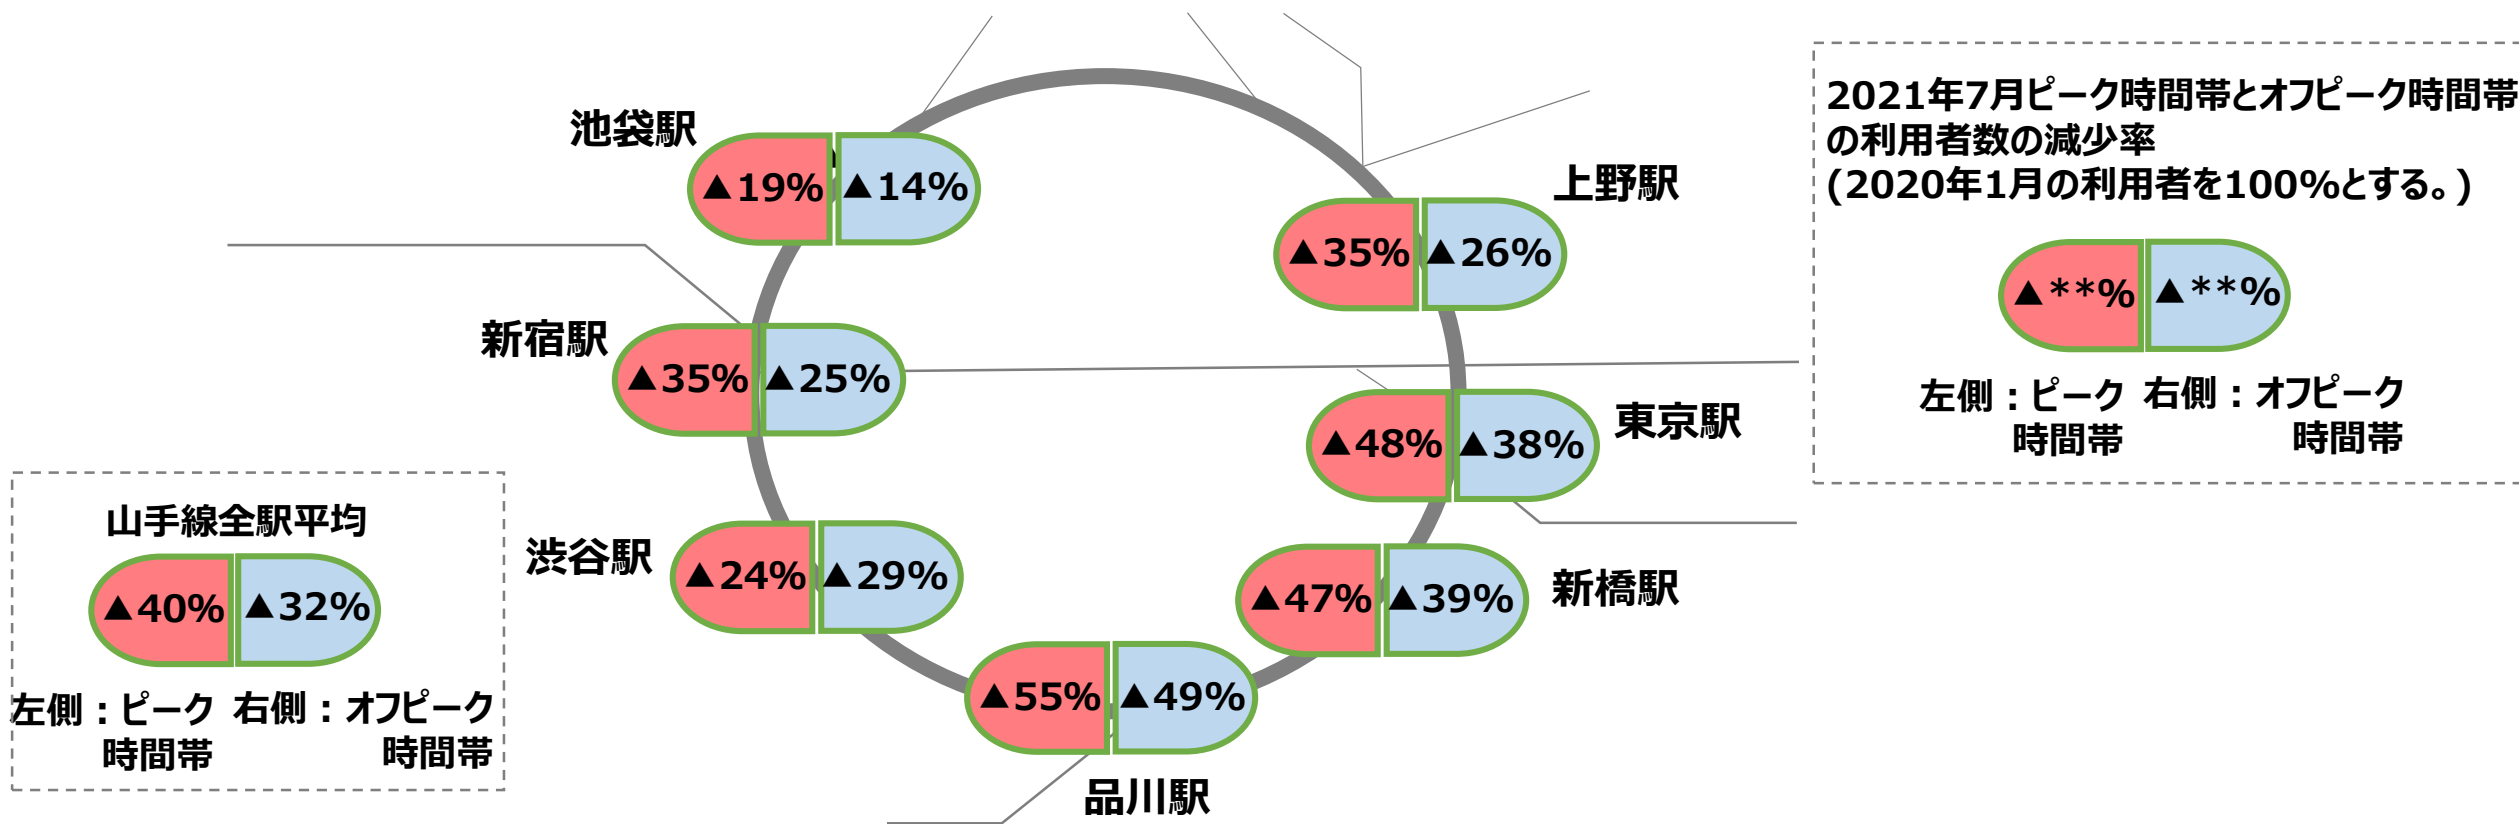 2021年7月ピーク時間帯とオフピーク時間帯
の利用者数の減少率
(2020年1月の利用者を100%とする。)
▲**% ▲**%
左側：ピーク 右側：オフピーク
時間帯 時間帯
池袋駅
▲19% ▲14%
上野駅
▲35% ▲26%
新宿駅
▲35% ▲25%
東京駅
▲48% ▲38%
渋谷駅
▲24% ▲29%
新橋駅
▲47% ▲39%
▲55% ▲49%
品川駅
山手線全駅平均
▲40% ▲32%
左側：ピーク 右側：オフピーク
時間帯 時間帯